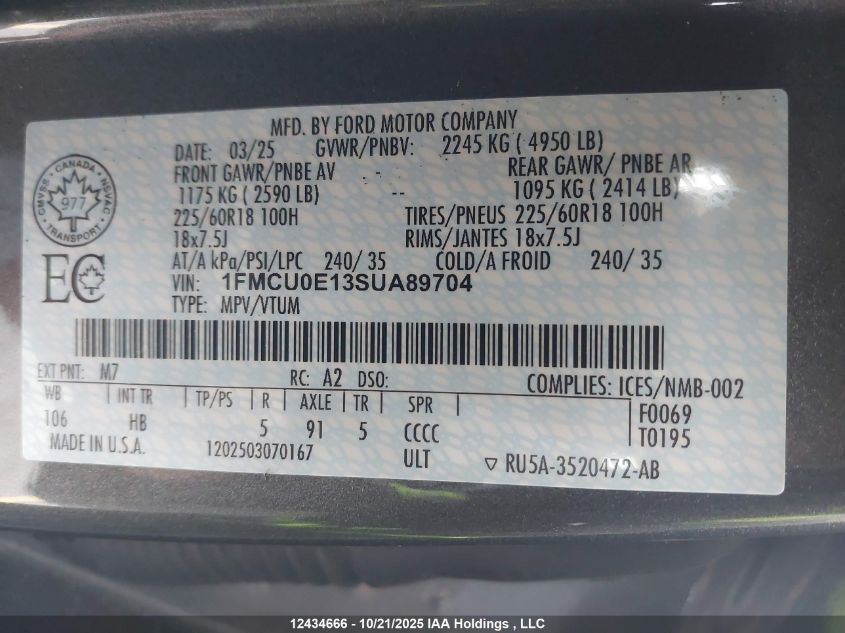 MFD. BY FORD MOTOR COMPANY
DATE: 03/25 GVWR/PNBV: 2245 KG ( 4950 LB)
FRONT GAWR/PNBE AV - REAR GAWR/ PNBE AR
1175 KG ( 2590 LB) -- 1095 KG ( 2414 LB)
225/60R18 100H TIRES/PNEUS 225/60R18 100H
18x7.5J RIMS/JANTES 18x7.5J
AT/A kPa/PSI/LPC 240/ 35 COLD/A FROID 240/ 35
VIN: 1FMCU0E13SUA89704
TYPE: MPV/VTUM
CANADA
CMVSS NSVAC
977
TRANSPORT
EC
EXT PNT: M7 RC: A2 DSO: COMPLIES: ICES/NMB-002
WB INT TR TP/PS R AXLE TR SPR F0069
106 HB 5 91 5 CCCC T0195
MADE IN U.S.A. 1202503070167 ULT ▽ RU5A-3520472-AB
12434666 - 10/21/2025 IAA Holdings , LLC